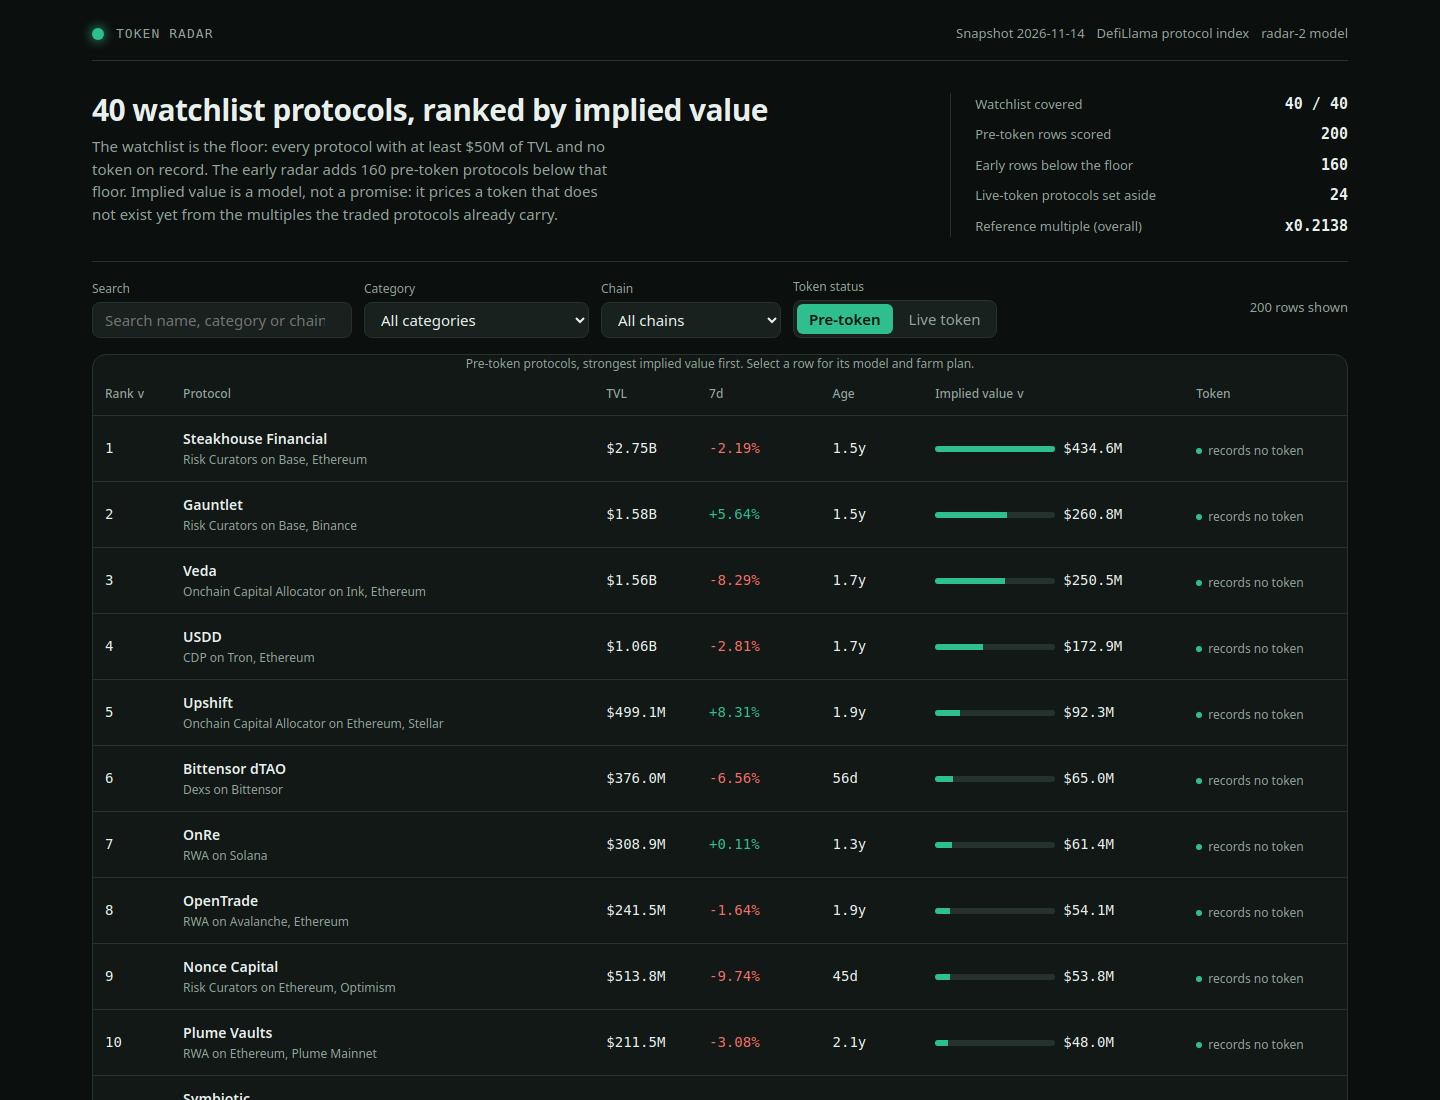 TOKEN RADAR
Snapshot 2026-11-14 DefiLlama protocol index radar-2 model
40 watchlist protocols, ranked by implied value
The watchlist is the floor: every protocol with at least $50M of TVL and no
token on record. The early radar adds 160 pre-token protocols below that
floor. Implied value is a model, not a promise: it prices a token that does
not exist yet from the multiples the traded protocols already carry.
Watchlist covered 40 / 40
Pre-token rows scored 200
Early rows below the floor 160
Live-token protocols set aside 24
Reference multiple (overall) x0.2138
Search Category Chain Token status
Search name, category or chain All categories All chains Pre-token Live token 200 rows shown
Pre-token protocols, strongest implied value first. Select a row for its model and farm plan.
Rank v Protocol TVL 7d Age Implied value v Token
1 Steakhouse Financial $2.75B -2.19% 1.5y $434.6M records no token
Risk Curators on Base, Ethereum
2 Gauntlet $1.58B +5.64% 1.5y $260.8M records no token
Risk Curators on Base, Binance
3 Veda $1.56B -8.29% 1.7y $250.5M records no token
Onchain Capital Allocator on Ink, Ethereum
4 USDD $1.06B -2.81% 1.7y $172.9M records no token
CDP on Tron, Ethereum
5 Upshift $499.1M +8.31% 1.9y $92.3M records no token
Onchain Capital Allocator on Ethereum, Stellar
6 Bittensor dTAO $376.0M -6.56% 56d $65.0M records no token
Dexs on Bittensor
7 OnRe $308.9M +0.11% 1.3y $61.4M records no token
RWA on Solana
8 OpenTrade $241.5M -1.64% 1.9y $54.1M records no token
RWA on Avalanche, Ethereum
9 Nonce Capital $513.8M -9.74% 45d $53.8M records no token
Risk Curators on Ethereum, Optimism
10 Plume Vaults $211.5M -3.08% 2.1y $48.0M records no token
RWA on Ethereum, Plume Mainnet
Symbiotic